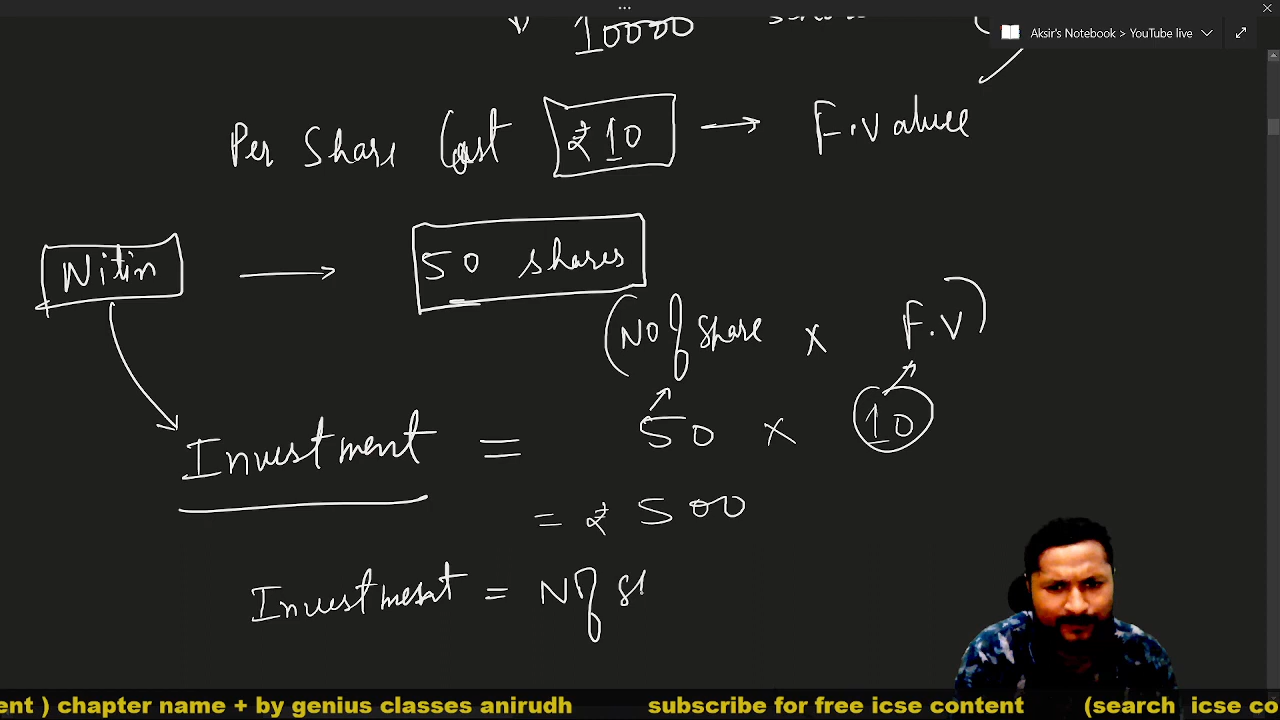 10000
Aksir's Notebook > YouTube live
Per Share Cost ₹10 → F.Value
Nitin → 50 shares
(No of share x F.V)
Investment = 50 x 10
= ₹ 500
Investment = N of
ent ) chapter name + by genius classes anirudh subscribe for free icse content (search icse co